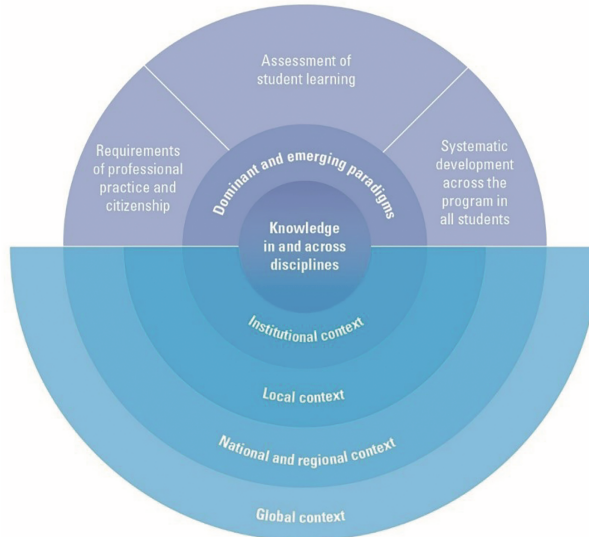 Assessment of
student learning
Requirements
of professional
practice and
citizenship
Dominant and emerging paradigms
Systematic
development
across the
program in
all students
Knowledge
in and across
disciplines
Institutional context
Local context
National and regional context
Global context